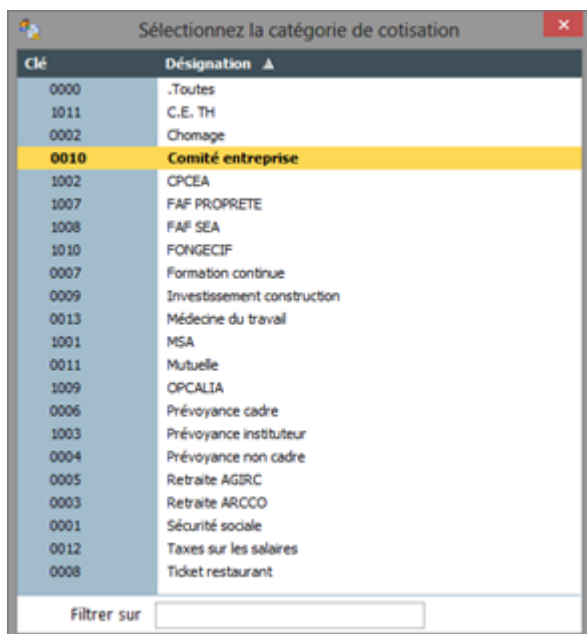 Sélectionnez la catégorie de cotisation
Clé Désignation ▲
0000 .Toutes
1011 C.E. TH
0002 Chomage
0010 Comité entreprise
1002 CPCEA
1007 FAF PROPRETE
1008 FAF SEA
1010 FONGECIF
0007 Formation continue
0009 Investissement construction
0013 Médecine du travail
1001 MSA
0011 Mutuelle
1009 OPCALIA
0006 Prévoyance cadre
1003 Prévoyance instituteur
0004 Prévoyance non cadre
0005 Retraite AGIRC
0003 Retraite ARCCO
0001 Sécurité sociale
0012 Taxes sur les salaires
0008 Ticket restaurant
Filtrer sur